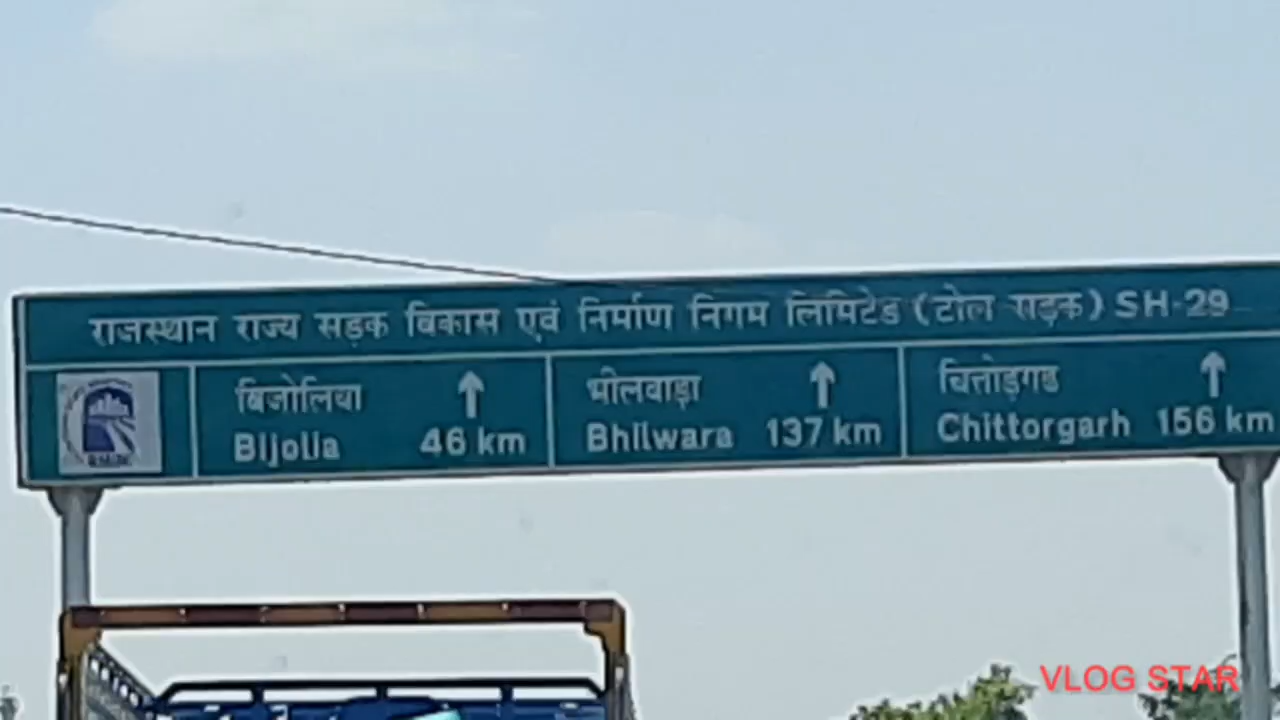 राजस्थान राज्य सड़क विकास एवं निर्माण निगम लिमिटेड (टोल सड़क) SH-29
बिजोलिया
Bijolia 46 km
भीलवाड़ा
Bhilwara 137 km
चित्तोड़गढ
Chittorgarh 156 km
VLOG STAR